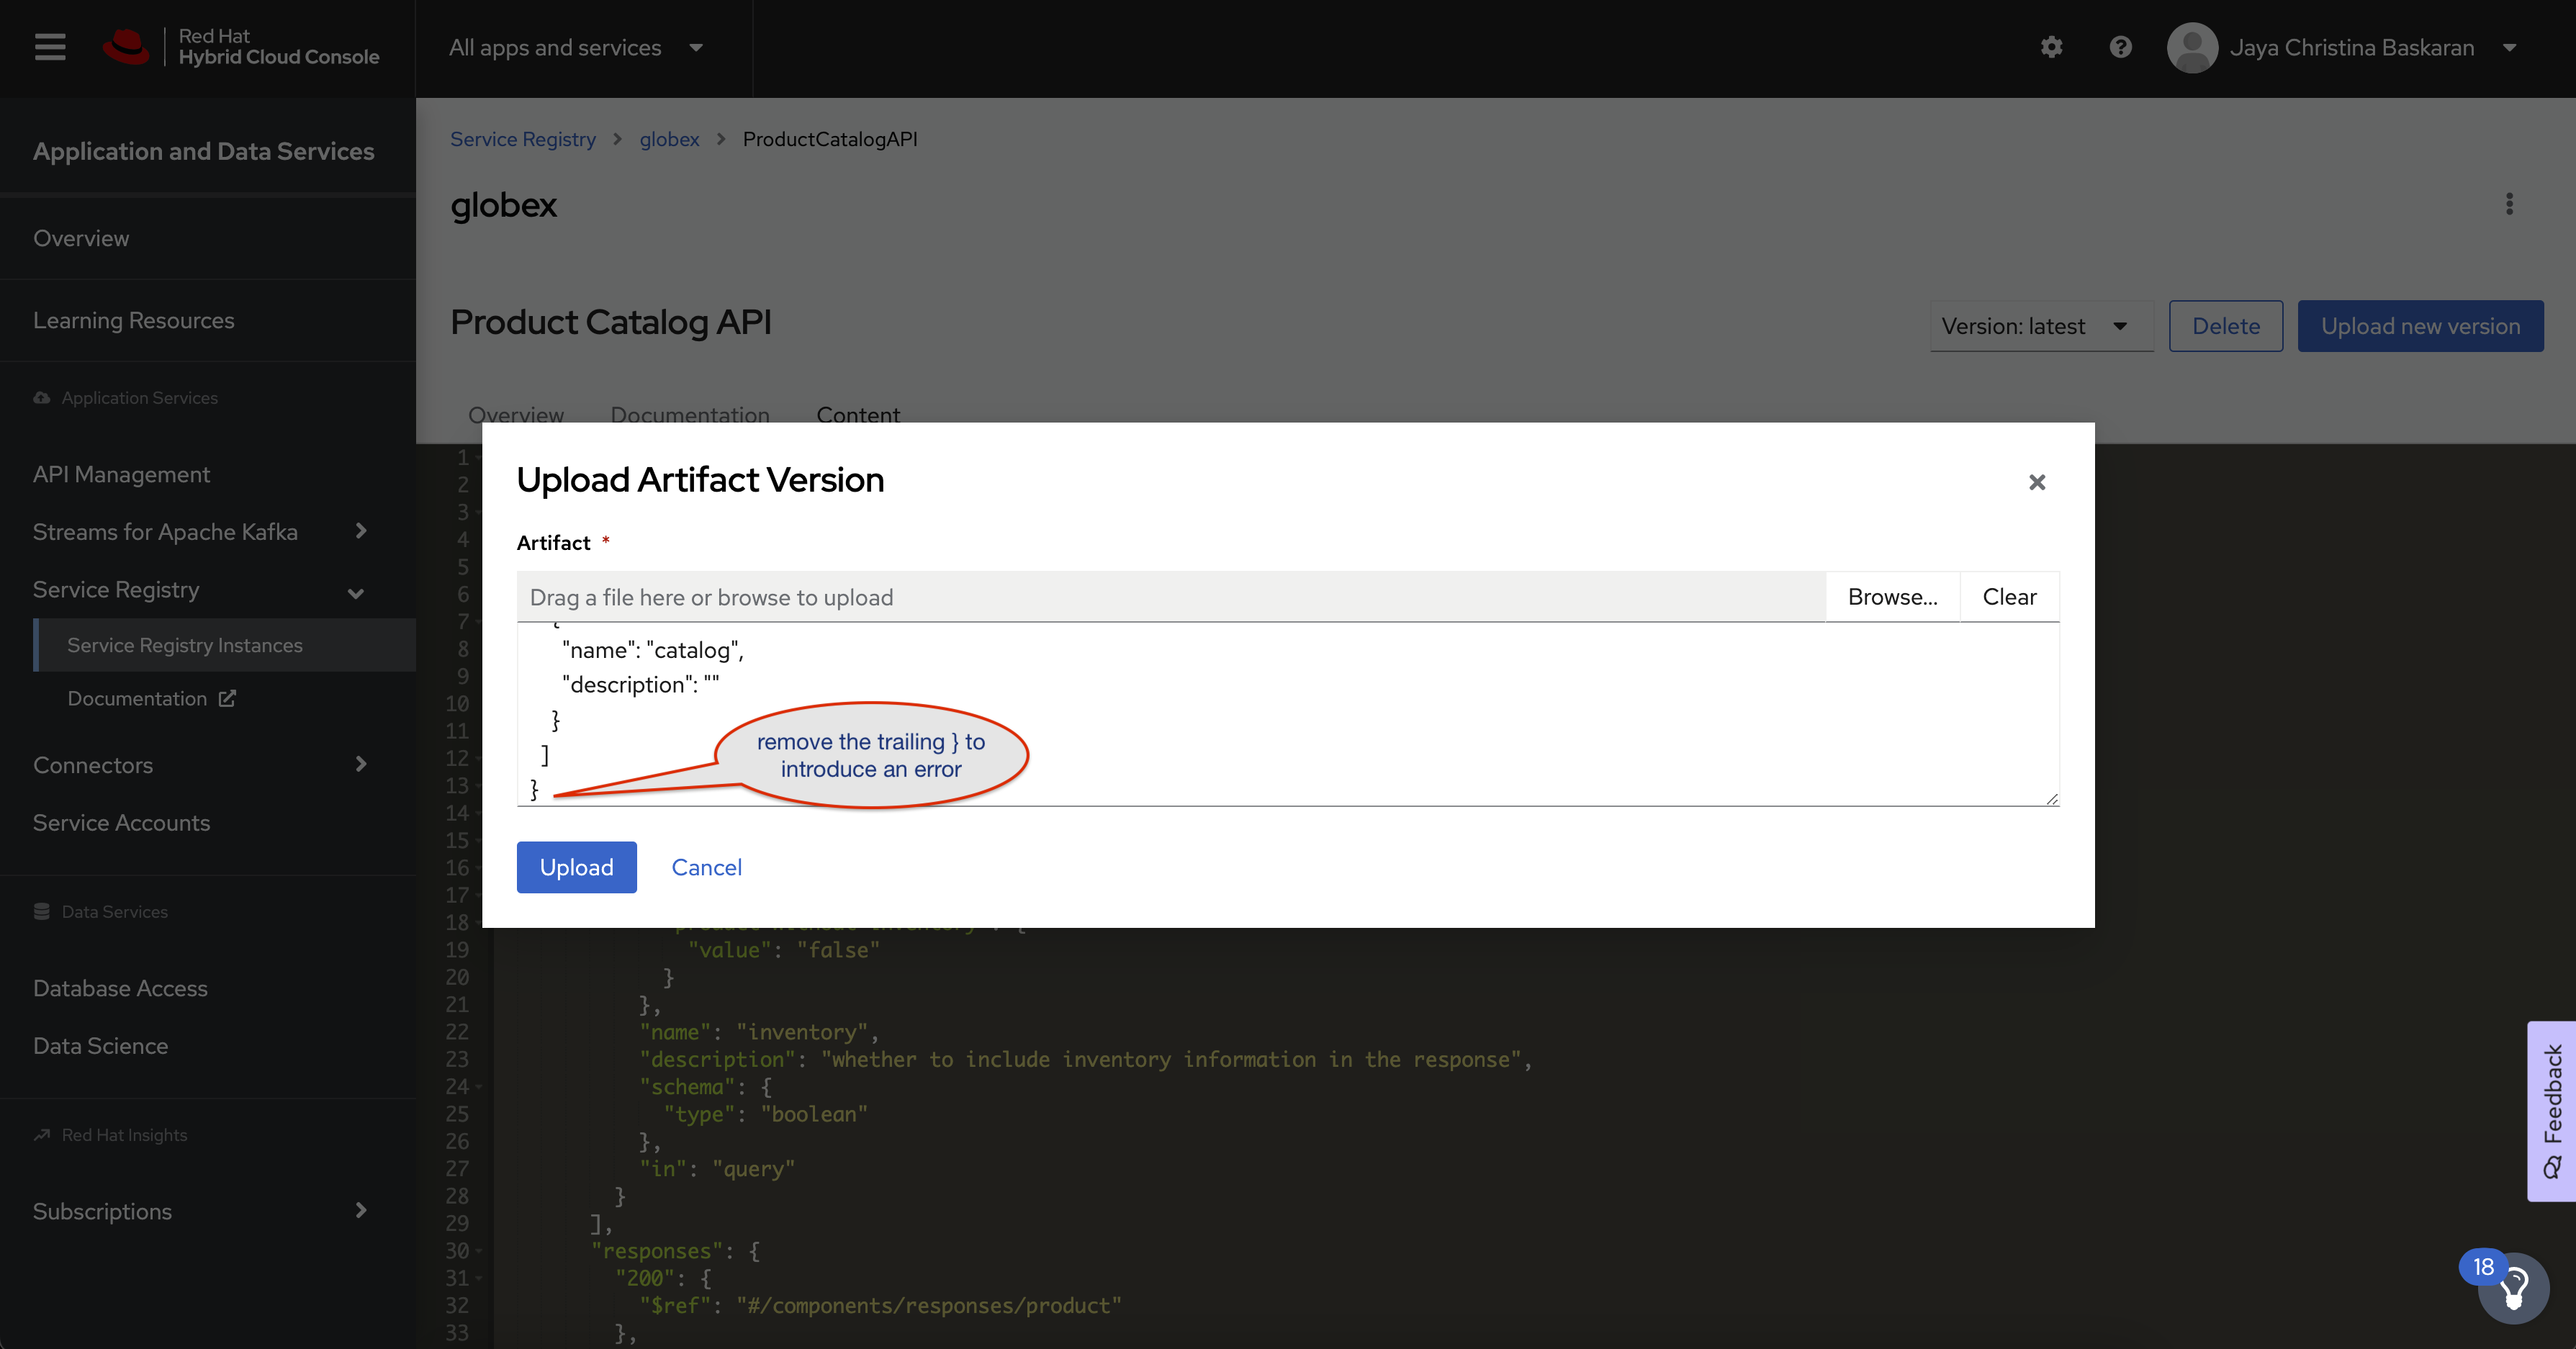 Red Hat
Hybrid Cloud Console
All apps and services
Jaya Christina Baskaran
Application and Data Services
Overview
Learning Resources
Application Services
API Management
Streams for Apache Kafka
Service Registry
Service Registry Instances
Documentation
Connectors
Service Accounts
Data Services
Database Access
Data Science
Red Hat Insights
Subscriptions
Service Registry > globex > ProductCatalogAPI
globex
Product Catalog API
Version: latest
Delete
Upload new version
Overview Documentation Content
Upload Artifact Version
Artifact *
Drag a file here or browse to upload
Browse...
Clear
{
"name": "catalog",
"description": ""
}
]
}
remove the trailing } to
introduce an error
Upload
Cancel
1
2
3
4
5
6
7
8
9
10
11
12
13
14
15
16
17
18 "product-without-inventory": {
19 "value": "false"
20 }
21 },
22 "name": "inventory",
23 "description": "whether to include inventory information in the response",
24 "schema": {
25 "type": "boolean"
26 },
27 "in": "query"
28 }
29 ],
30 "responses": {
31 "200": {
32 "$ref": "#/components/responses/product"
33 },
Feedback
18